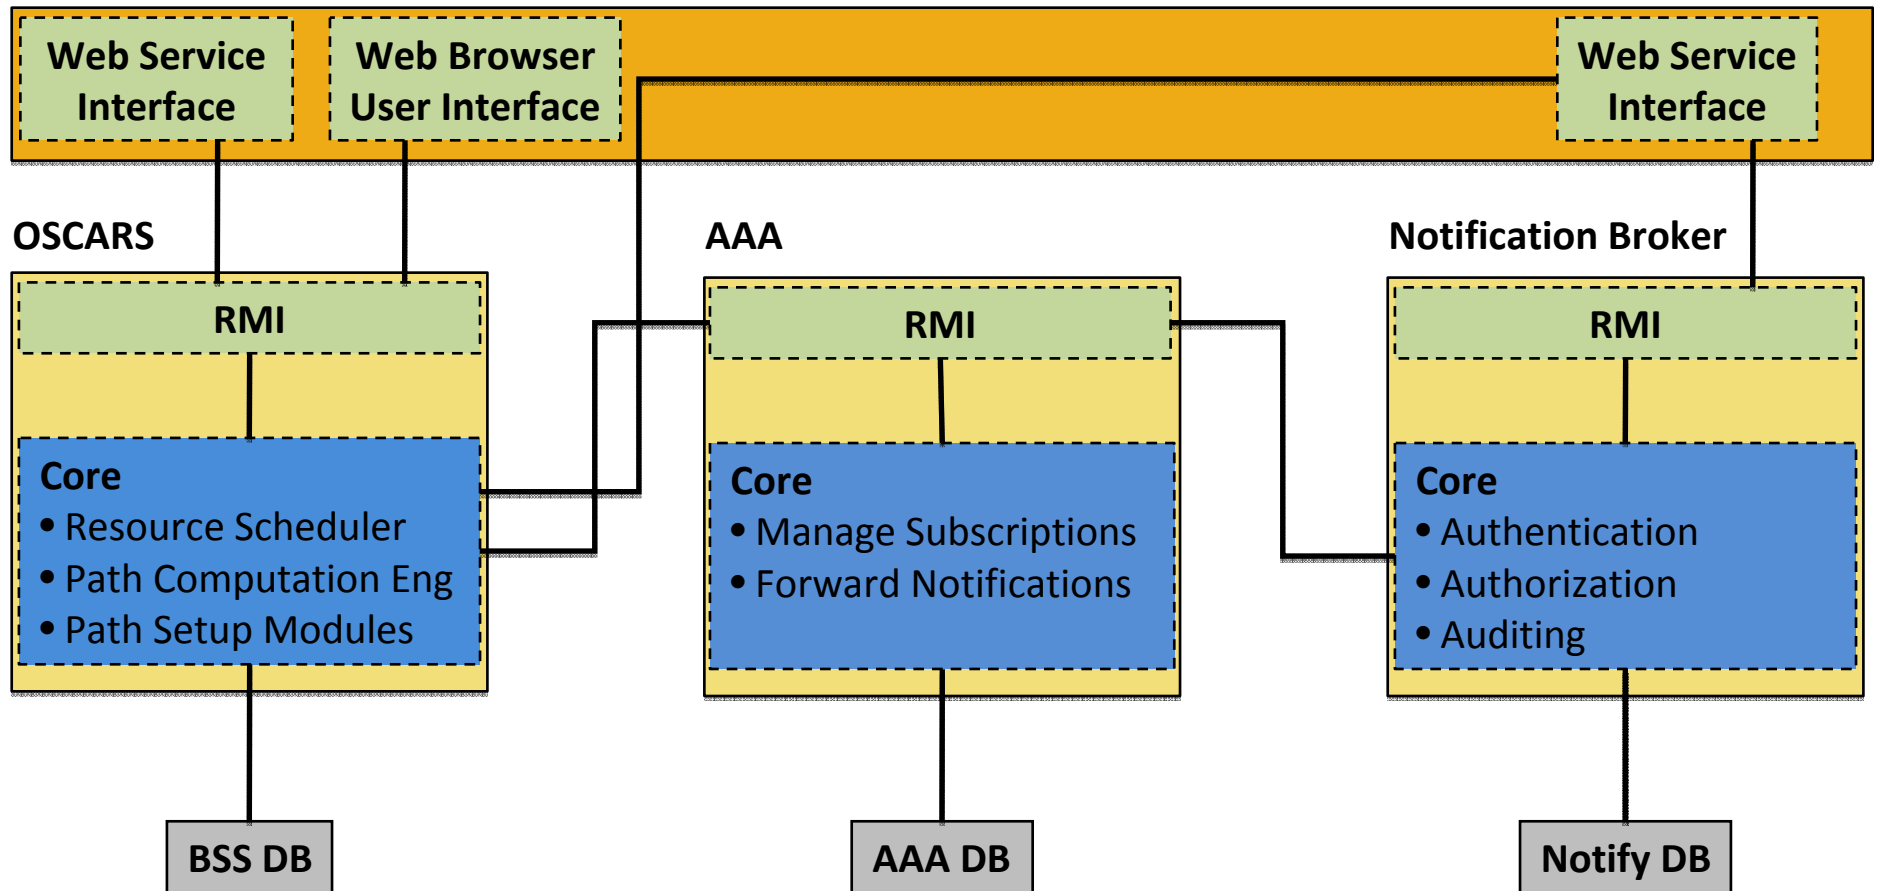 Web Service
Interface
Web Browser
User Interface
Web Service
Interface
OSCARS
AAA
Notification Broker
RMI
RMI
RMI
Core
• Resource Scheduler
• Path Computation Eng
• Path Setup Modules
Core
• Manage Subscriptions
• Forward Notifications
Core
• Authentication
• Authorization
• Auditing
BSS DB
AAA DB
Notify DB